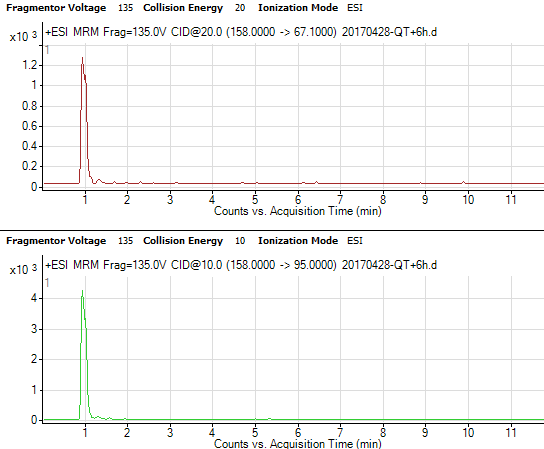 Fragmentor Voltage 135 Collision Energy 20 Ionization Mode ESI
x10 3
+ESI MRM Frag=135.0V CID@20.0 (158.0000 -> 67.1000) 20170428-QT+6h.d
1
1.2
1
0.8
0.6
0.4
0.2
0
1 2 3 4 5 6 7 8 9 10 11
Counts vs. Acquisition Time (min)
Fragmentor Voltage 135 Collision Energy 10 Ionization Mode ESI
x10 3
+ESI MRM Frag=135.0V CID@10.0 (158.0000 -> 95.0000) 20170428-QT+6h.d
1
4
3
2
1
0
1 2 3 4 5 6 7 8 9 10 11
Counts vs. Acquisition Time (min)